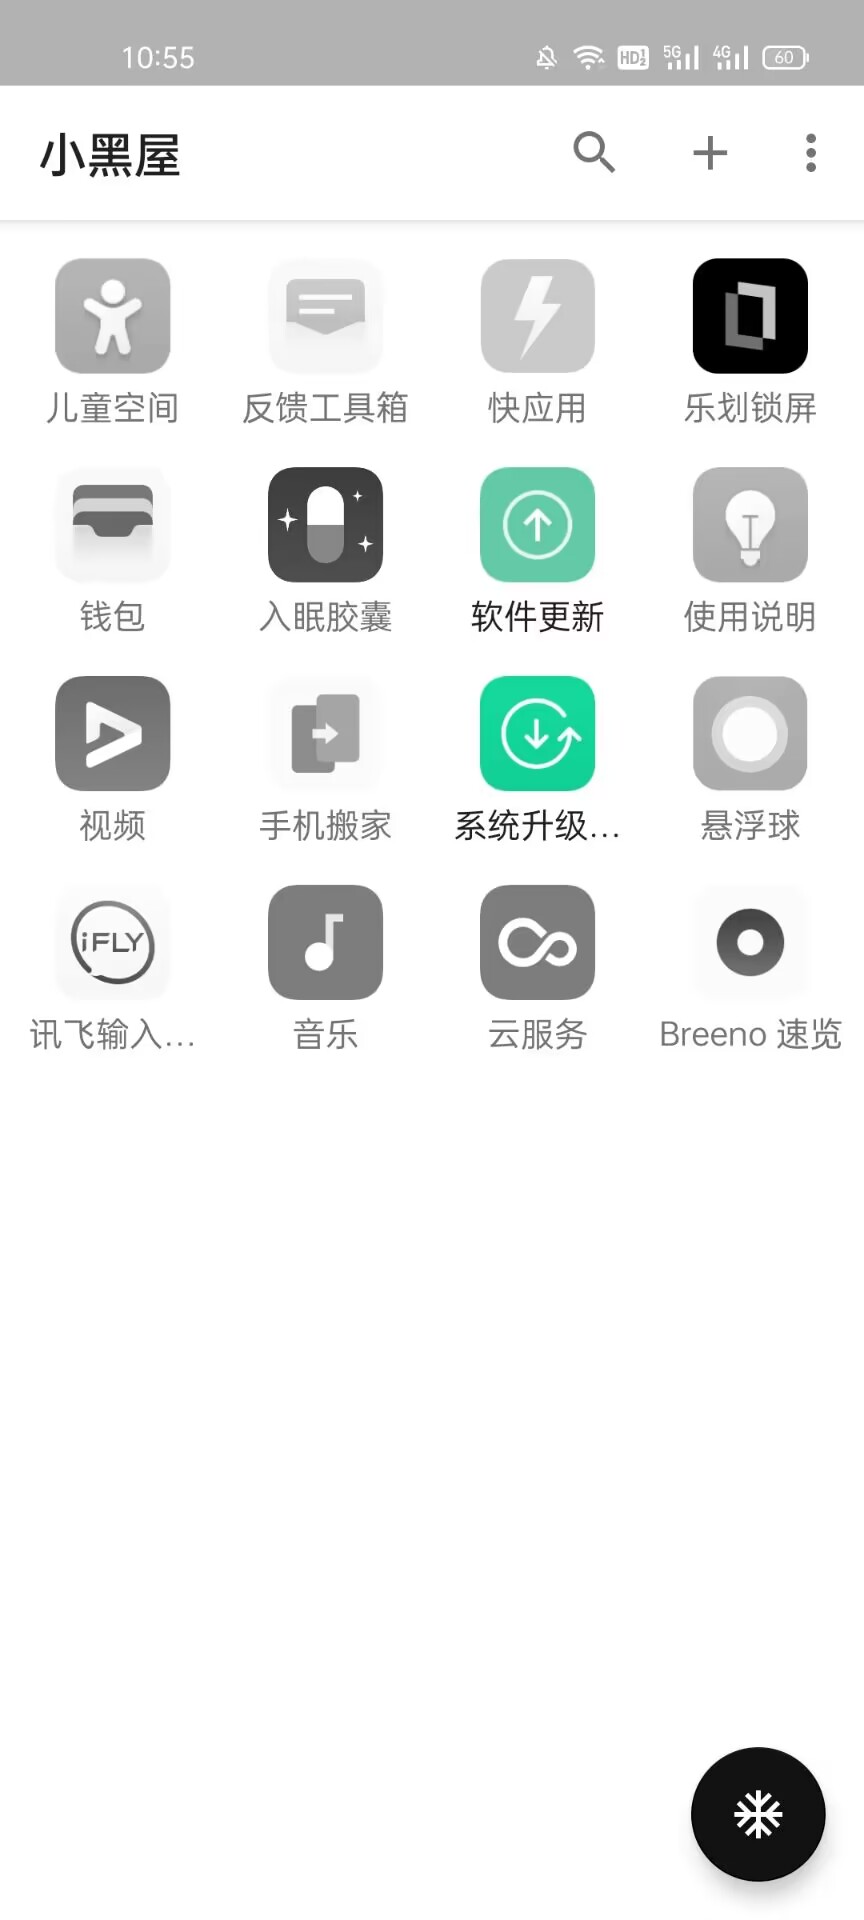 10:55
HD 1 2
5G
4G
60
小黑屋
儿童空间
反馈工具箱
快应用
乐划锁屏
钱包
入眠胶囊
软件更新
使用说明
视频
手机搬家
系统升级...
悬浮球
iFLY
讯飞输入...
音乐
云服务
Breeno 速览